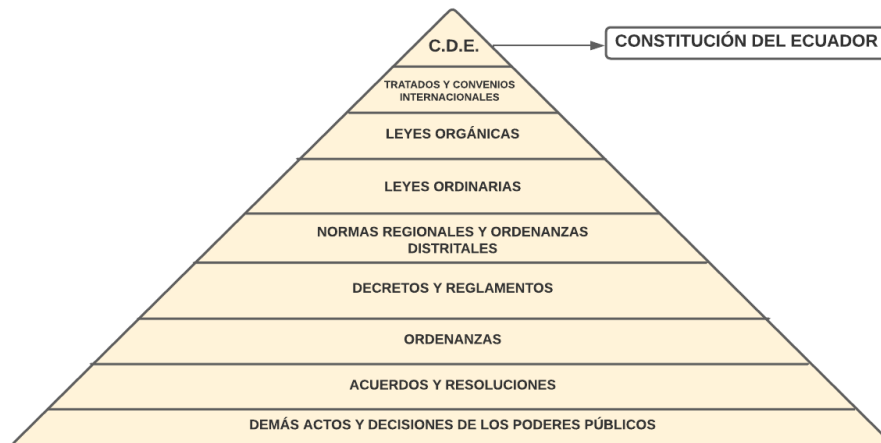 C.D.E.
CONSTITUCIÓN DEL ECUADOR
TRATADOS Y CONVENIOS
INTERNACIONALES
LEYES ORGÁNICAS
LEYES ORDINARIAS
NORMAS REGIONALES Y ORDENANZAS
DISTRITALES
DECRETOS Y REGLAMENTOS
ORDENANZAS
ACUERDOS Y RESOLUCIONES
DEMÁS ACTOS Y DECISIONES DE LOS PODERES PÚBLICOS